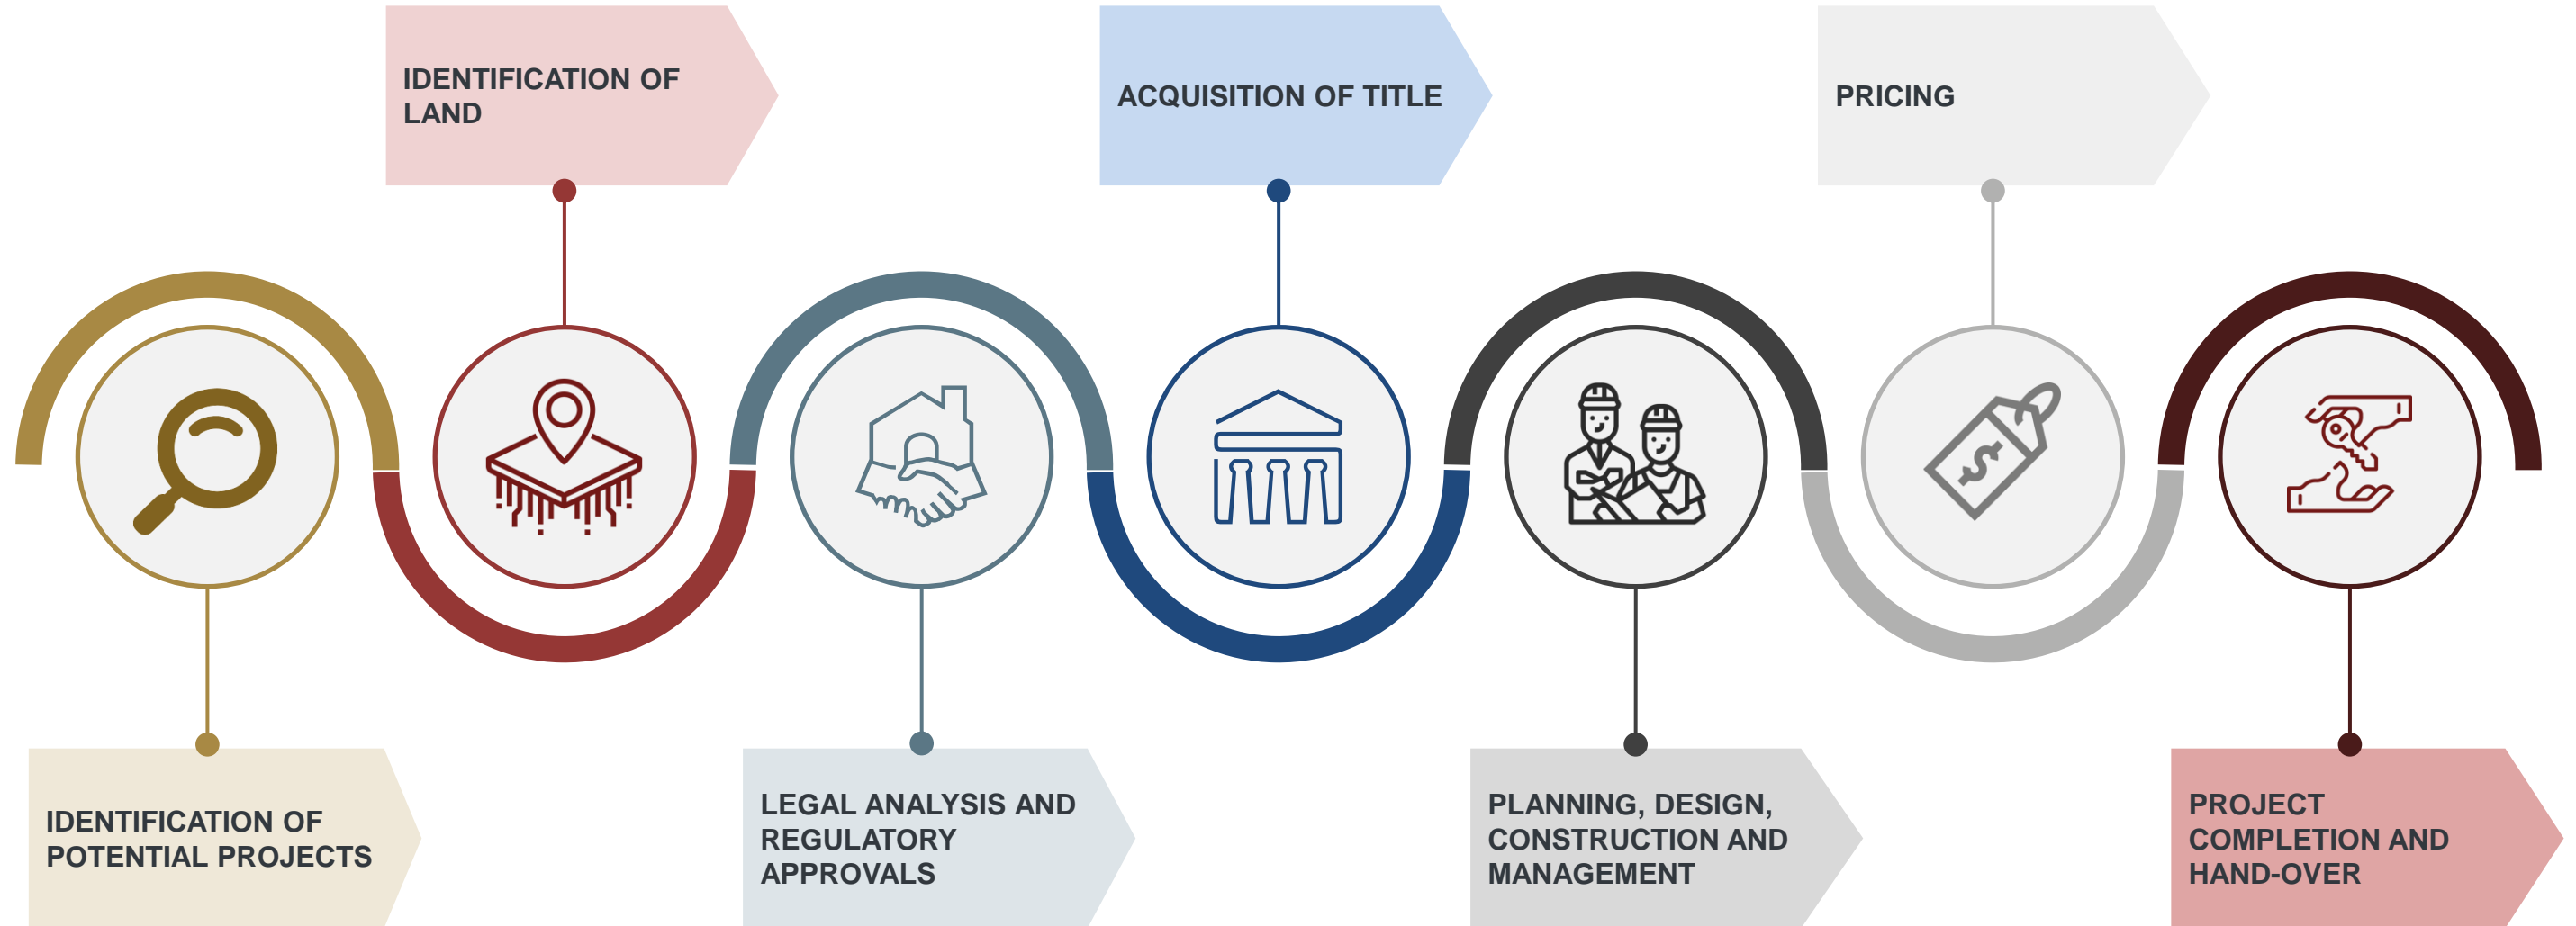 IDENTIFICATION OF
LAND
ACQUISITION OF TITLE
PRICING
$
IDENTIFICATION OF
POTENTIAL PROJECTS
LEGAL ANALYSIS AND
REGULATORY
APPROVALS
PLANNING, DESIGN,
CONSTRUCTION AND
MANAGEMENT
PROJECT
COMPLETION AND
HAND-OVER